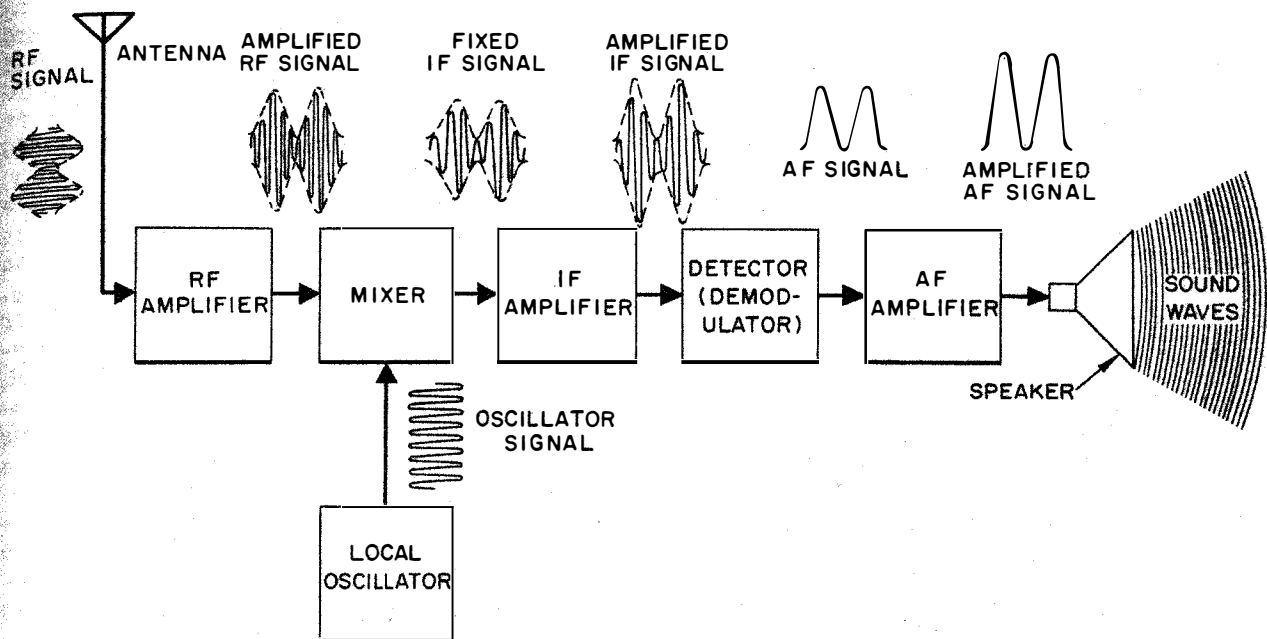 RF
SIGNAL
ANTENNA
AMPLIFIED
RF SIGNAL
FIXED
IF SIGNAL
AMPLIFIED
IF SIGNAL
AF SIGNAL
AMPLIFIED
AF SIGNAL
RF
AMPLIFIER
MIXER
IF
AMPLIFIER
DETECTOR
(DEMOD-
ULATOR)
AF
AMPLIFIER
SOUND
WAVES
SPEAKER
OSCILLATOR
SIGNAL
LOCAL
OSCILLATOR